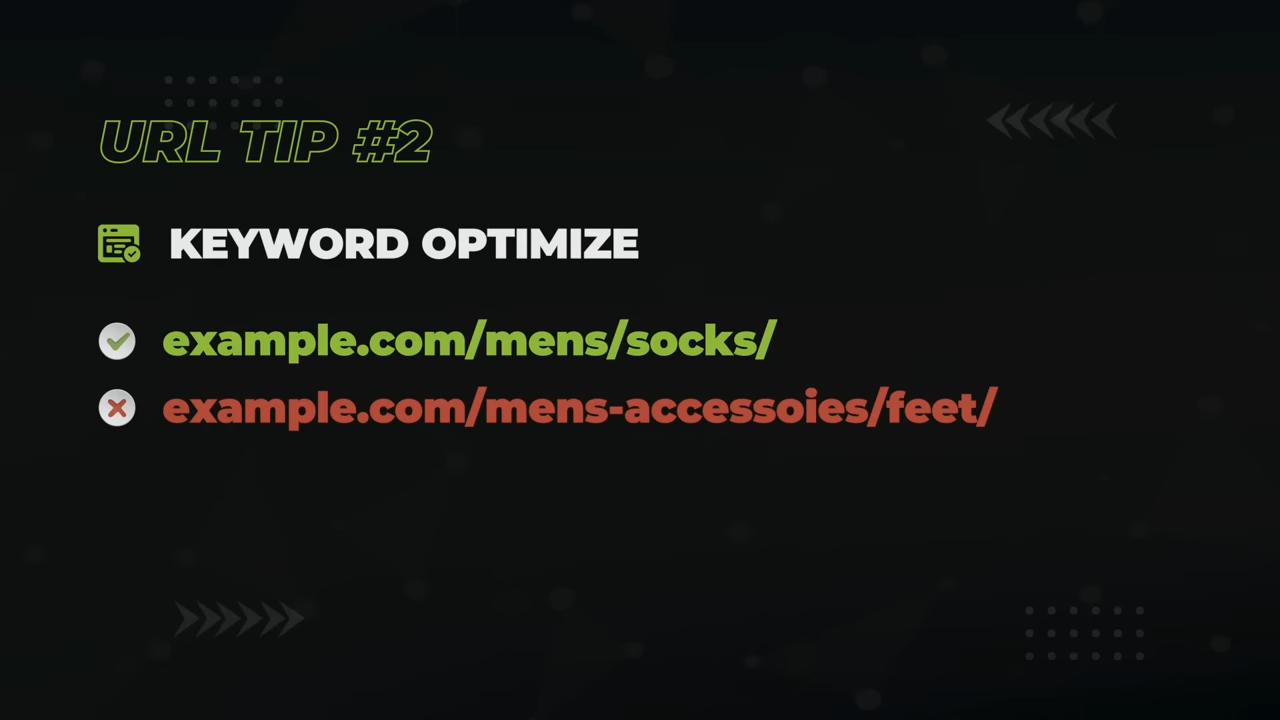 URL TIP #2
KEYWORD OPTIMIZE
example.com/mens/socks/
example.com/mens-accessoies/feet/